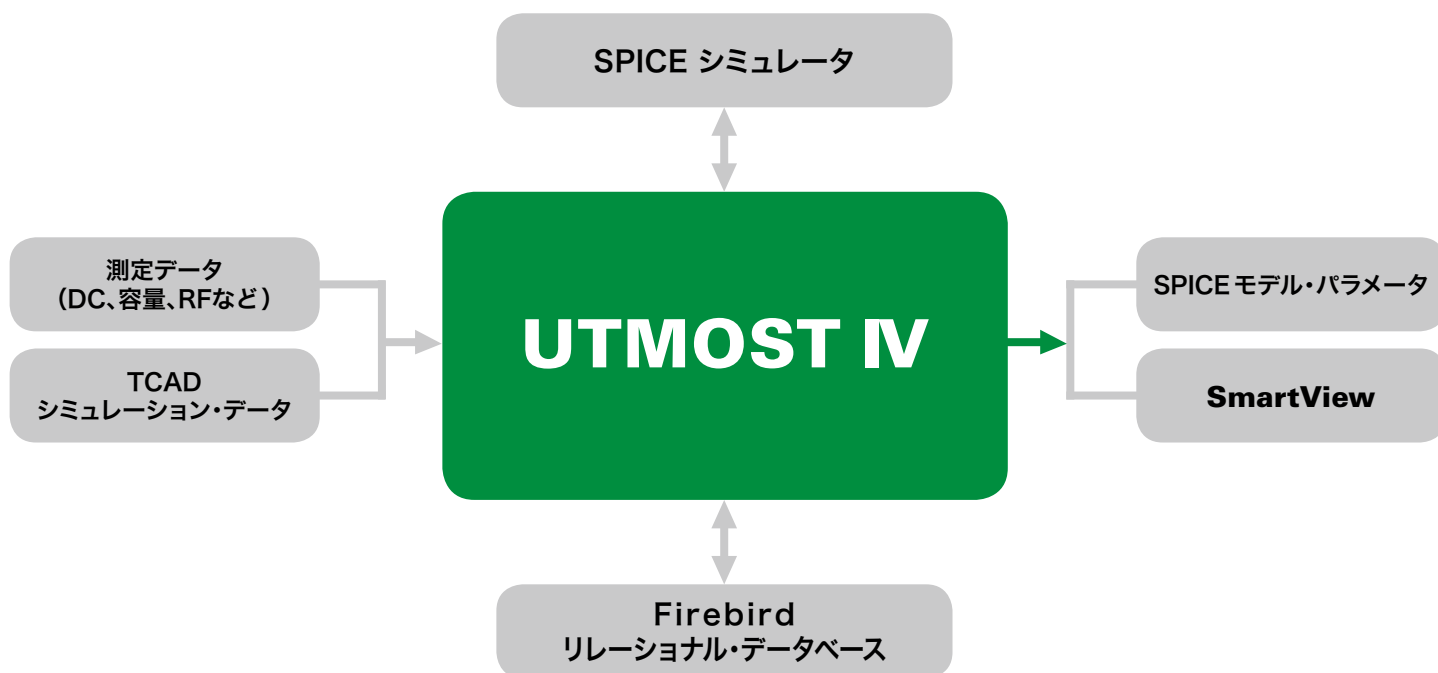 SPICE シミュレータ
測定データ
(DC、容量、RFなど)
TCAD
シミュレーション・データ
UTMOST IV
SPICE モデル・パラメータ
SmartView
Firebird
リレーショナル・データベース